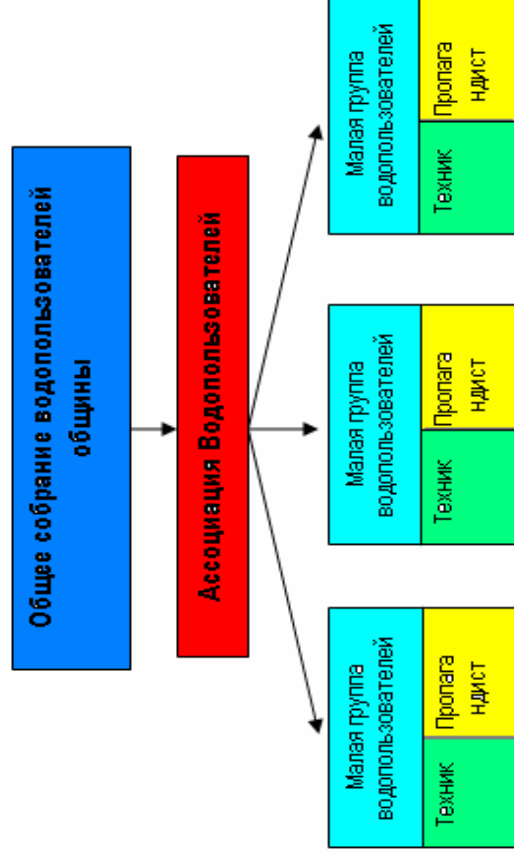 Общее собрание водопользователей
общины
Ассоциация Водопользователей
Малая группа
водопользователей
Техник
Пропага
ндист
Малая группа
водопользователей
Техник
Пропага
ндист
Малая группа
водопользователей
Техник
Пропага
ндист